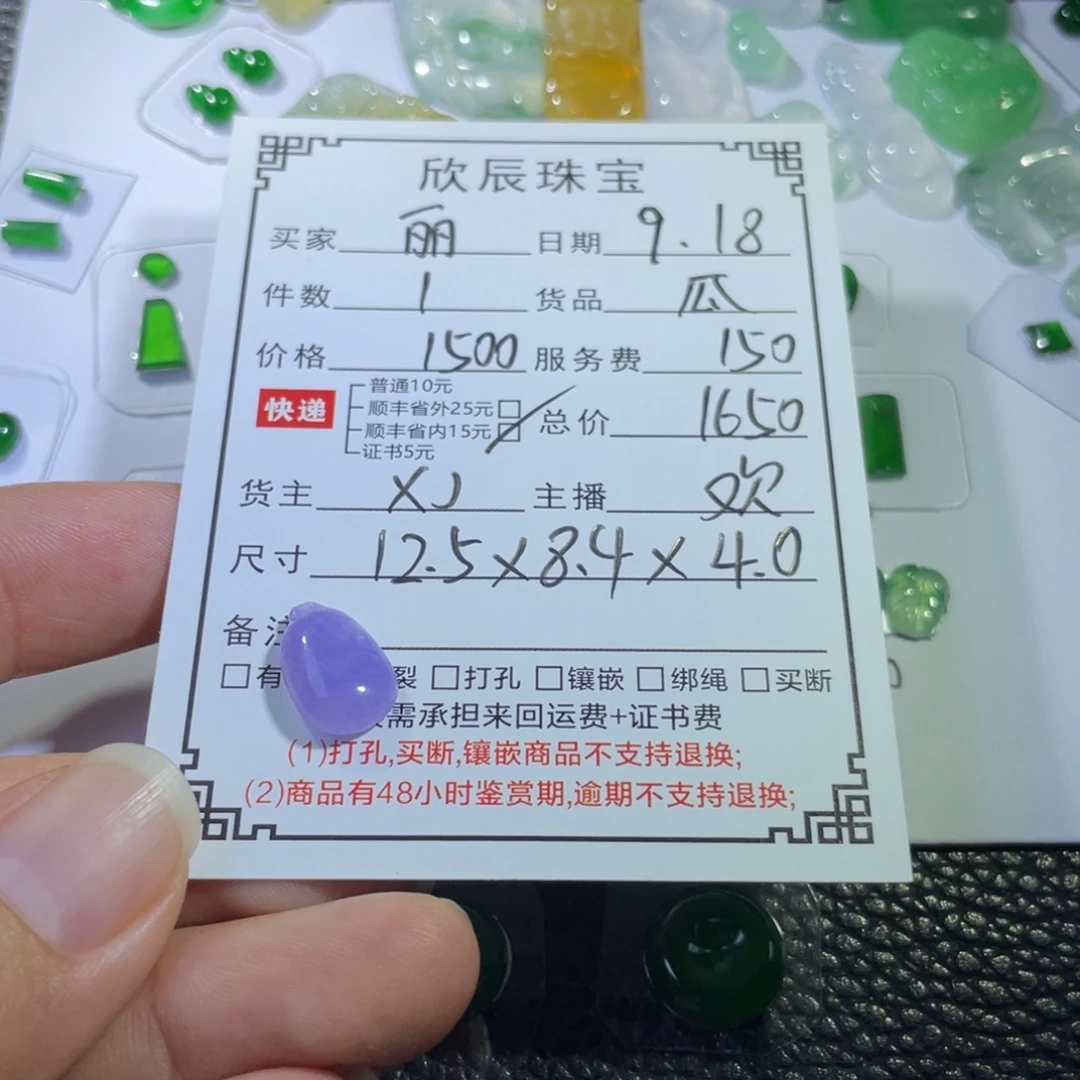 欣辰珠宝
买家 丽 日期 9.18
件数 1 货品 瓜
价格 1500 服务费 150
快递 普通10元
顺丰省外25元□
顺丰省内15元□
证书5元
总价 1650
货主 XJ 主播 欢
尺寸 12.5×8.4×4.0
备注
□有 裂 □打孔 □镶嵌 □绑绳 □买断
需承担来回运费+证书费
(1)打孔,买断,镶嵌商品不支持退换;
(2)商品有48小时鉴赏期,逾期不支持退换;